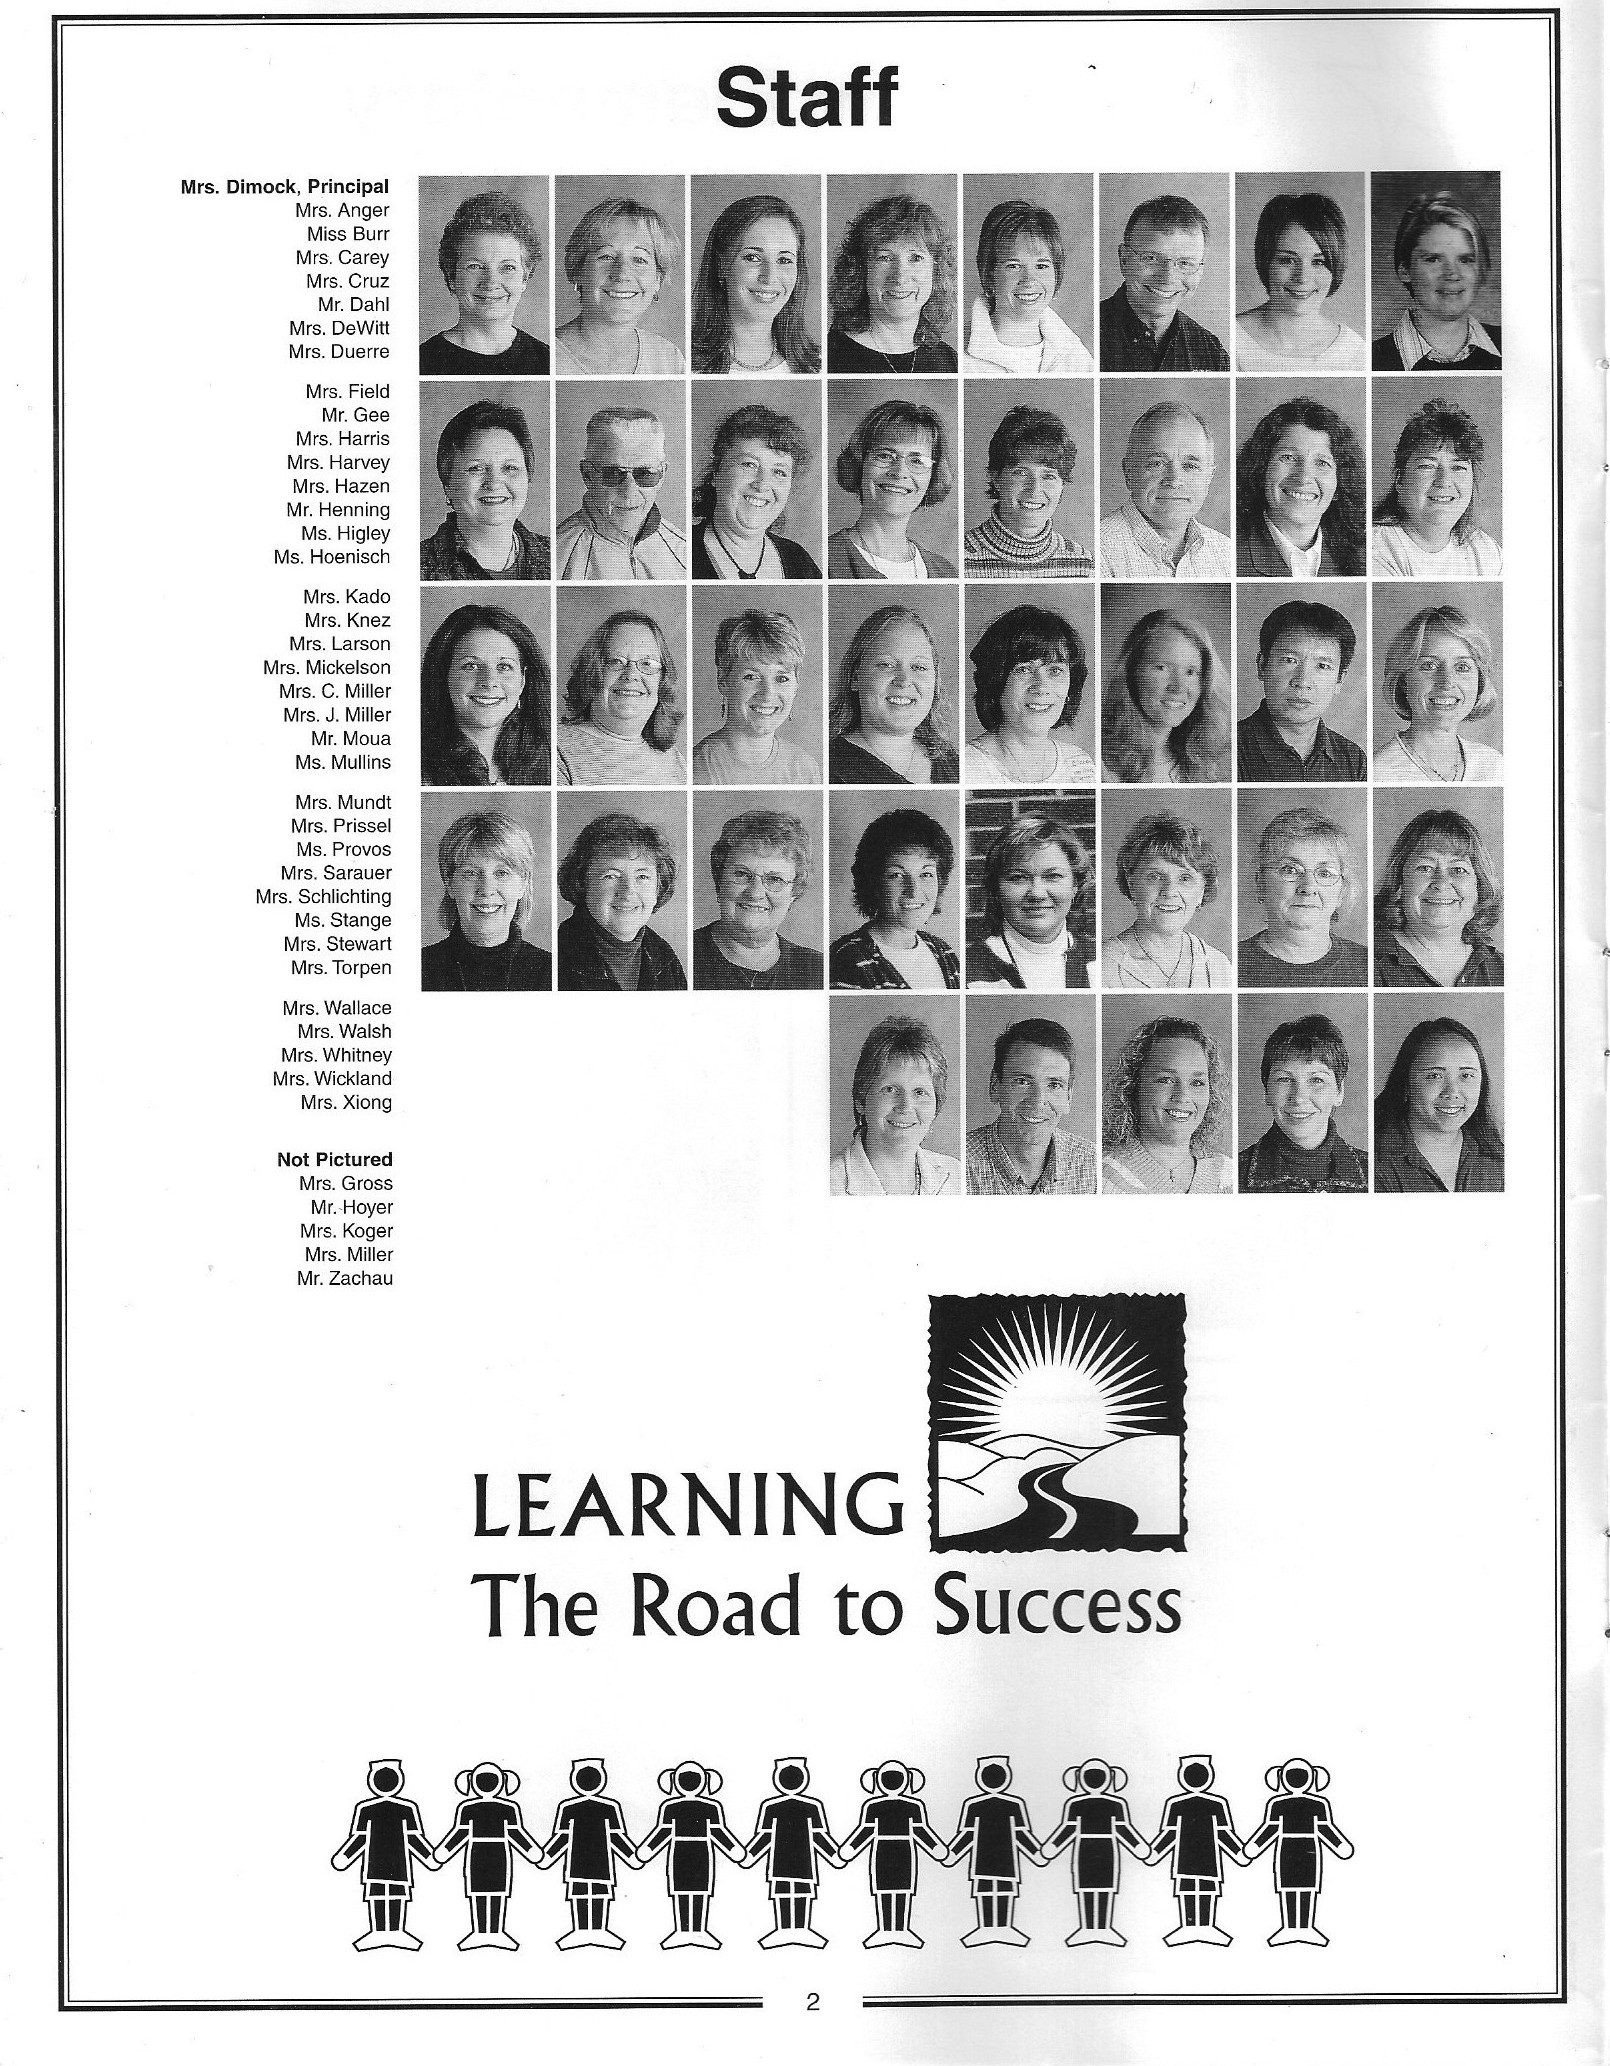 Staff
Mrs. Dimock, Principal
Mrs. Anger
Miss Burr
Mrs. Carey
Mrs. Cruz
Mr. Dahl
Mrs. DeWitt
Mrs. Duerre
Mrs. Field
Mr. Gee
Mrs. Harris
Mrs. Harvey
Mrs. Hazen
Mr. Henning
Ms. Higley
Ms. Hoenisch
Mrs. Kado
Mrs. Knez
Mrs. Larson
Mrs. Mickelson
Mrs. C. Miller
Mrs. J. Miller
Mr. Moua
Ms. Mullins
Mrs. Mundt
Mrs. Prissel
Ms. Provos
Mrs. Sarauer
Mrs. Schlichting
Ms. Stange
Mrs. Stewart
Mrs. Torpen
Mrs. Wallace
Mrs. Walsh
Mrs. Whitney
Mrs. Wickland
Mrs. Xiong
Not Pictured
Mrs. Gross
Mr. Hoyer
Mrs. Koger
Mrs. Miller
Mr. Zachau
LEARNING
The Road to Success
2